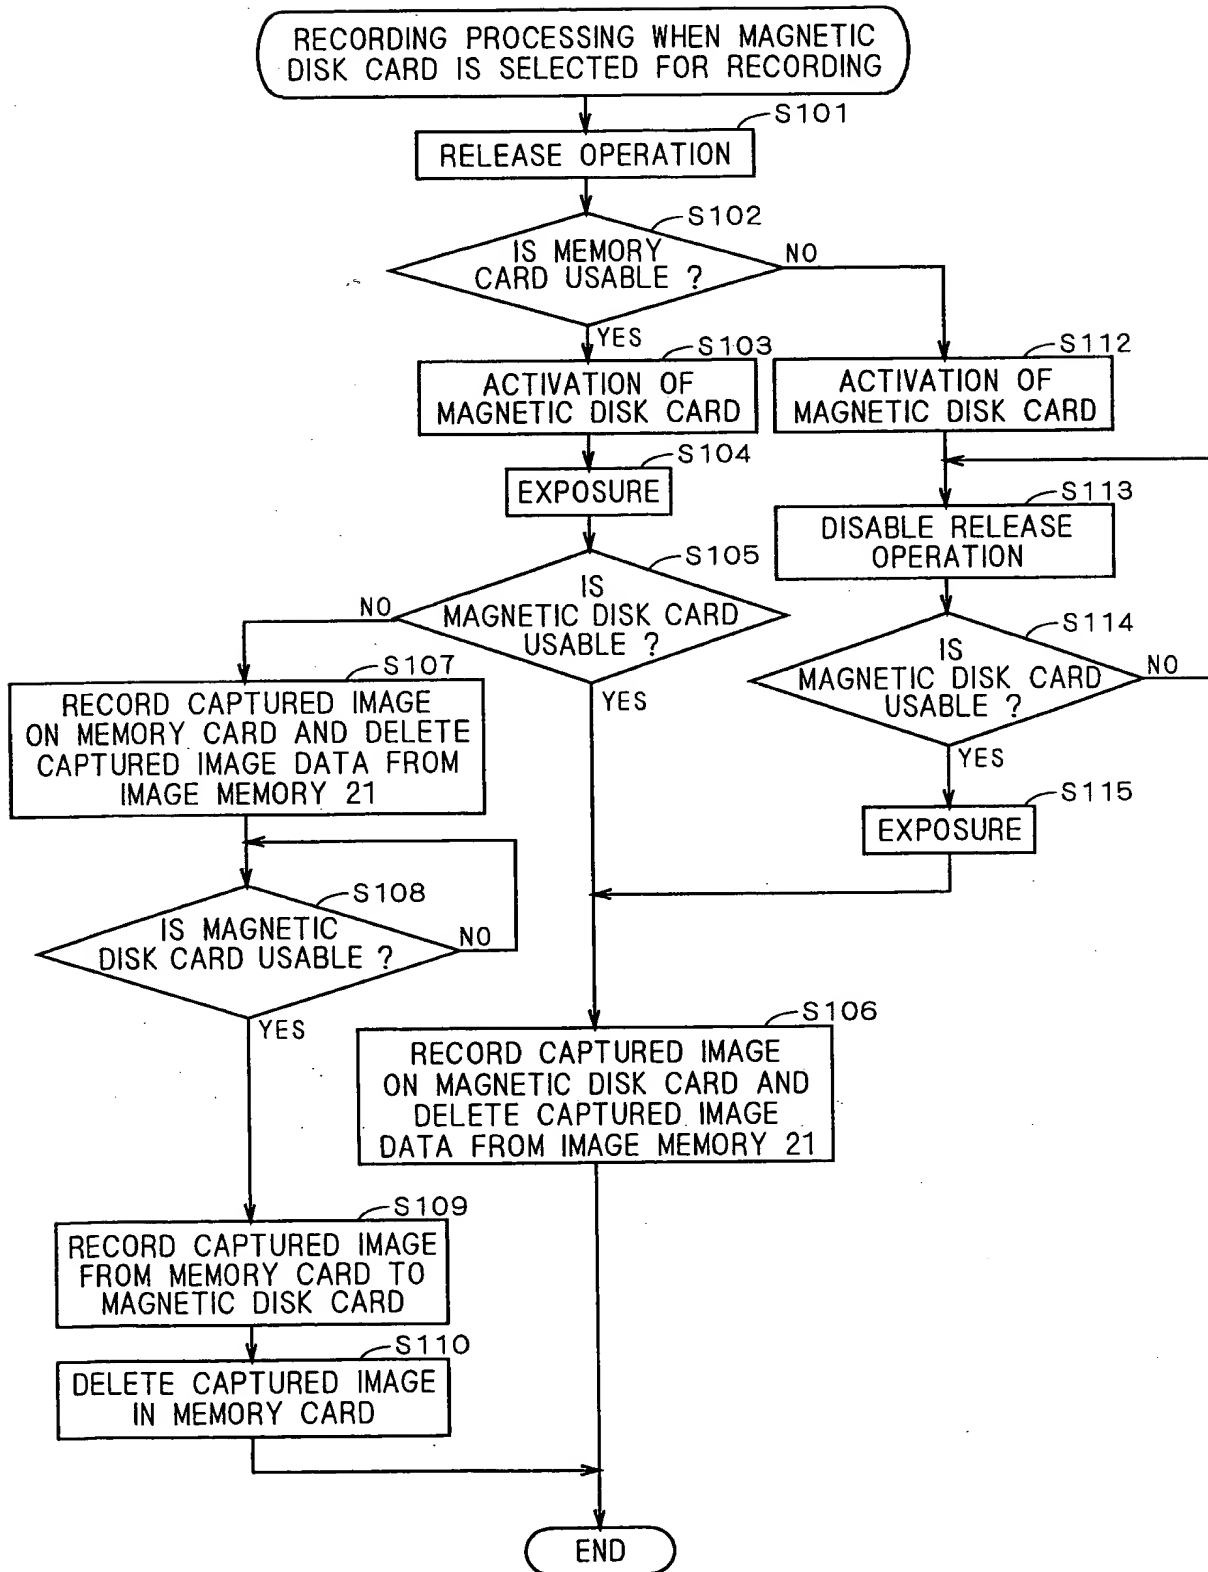 RECORDING PROCESSING WHEN MAGNETIC
DISK CARD IS SELECTED FOR RECORDING
S101
RELEASE OPERATION
S102
IS MEMORY
CARD USABLE ?
NO
YES
S103
ACTIVATION OF
MAGNETIC DISK CARD
S112
ACTIVATION OF
MAGNETIC DISK CARD
S104
EXPOSURE
S113
DISABLE RELEASE
OPERATION
S105
IS
MAGNETIC DISK CARD
USABLE ?
NO
YES
S114
IS
MAGNETIC DISK CARD
USABLE ?
NO
YES
S107
RECORD CAPTURED IMAGE
ON MEMORY CARD AND DELETE
CAPTURED IMAGE DATA FROM
IMAGE MEMORY 21
S115
EXPOSURE
S108
IS MAGNETIC
DISK CARD USABLE ?
NO
YES
S106
RECORD CAPTURED IMAGE
ON MAGNETIC DISK CARD AND
DELETE CAPTURED IMAGE
DATA FROM IMAGE MEMORY 21
S109
RECORD CAPTURED IMAGE
FROM MEMORY CARD TO
MAGNETIC DISK CARD
S110
DELETE CAPTURED IMAGE
IN MEMORY CARD
END